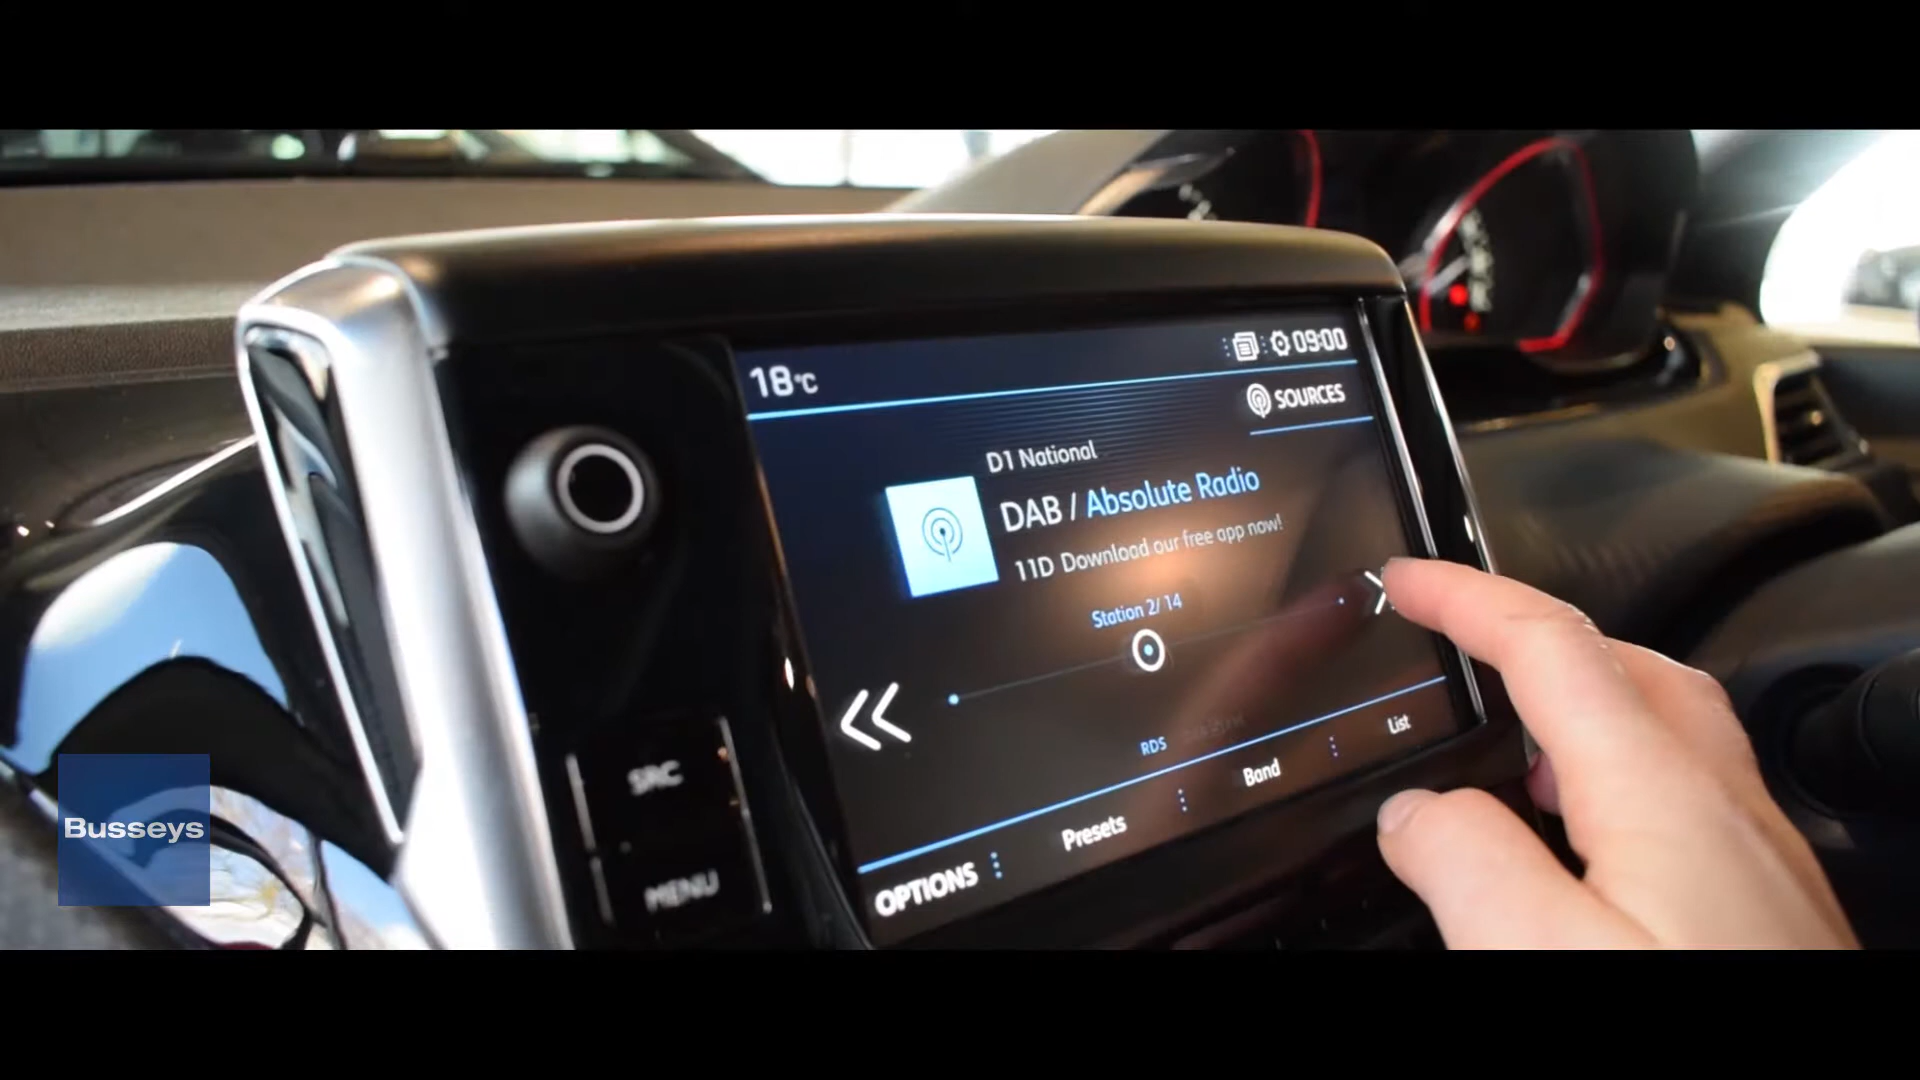 18°C
09:00
SOURCES
D1 National
DAB / Absolute Radio
11D Download our free app now!
Station 2/ 14
RDS
OPTIONS
Presets
Band
List
SRC
MENU
Busseys